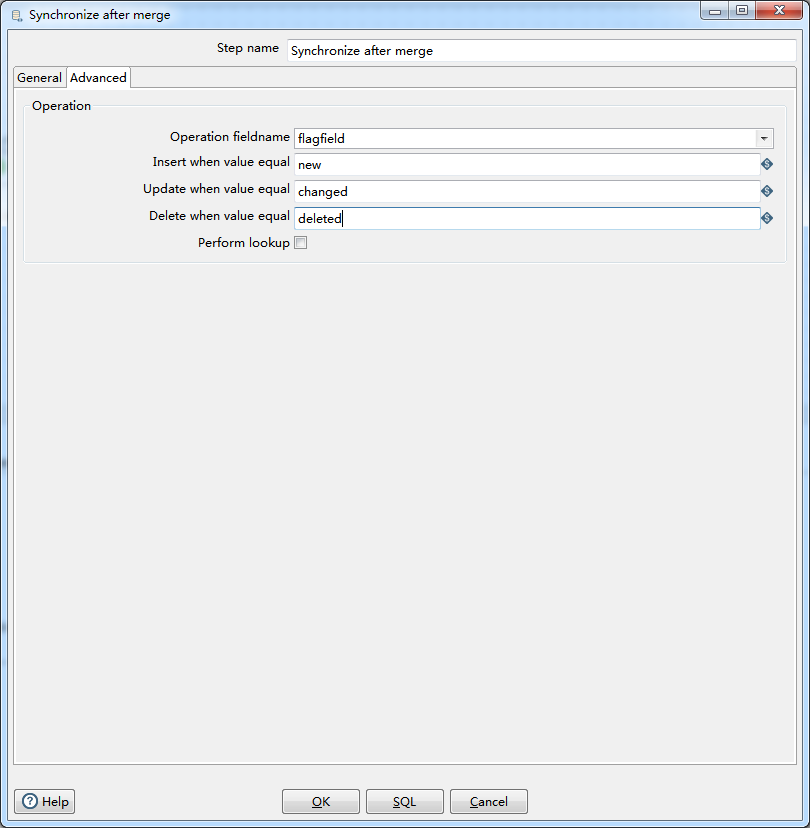 Synchronize after merge
Step name Synchronize after merge
General Advanced
Operation
Operation fieldname flagfield
Insert when value equal new
Update when value equal changed
Delete when value equal deleted
Perform lookup
Help OK SQL Cancel